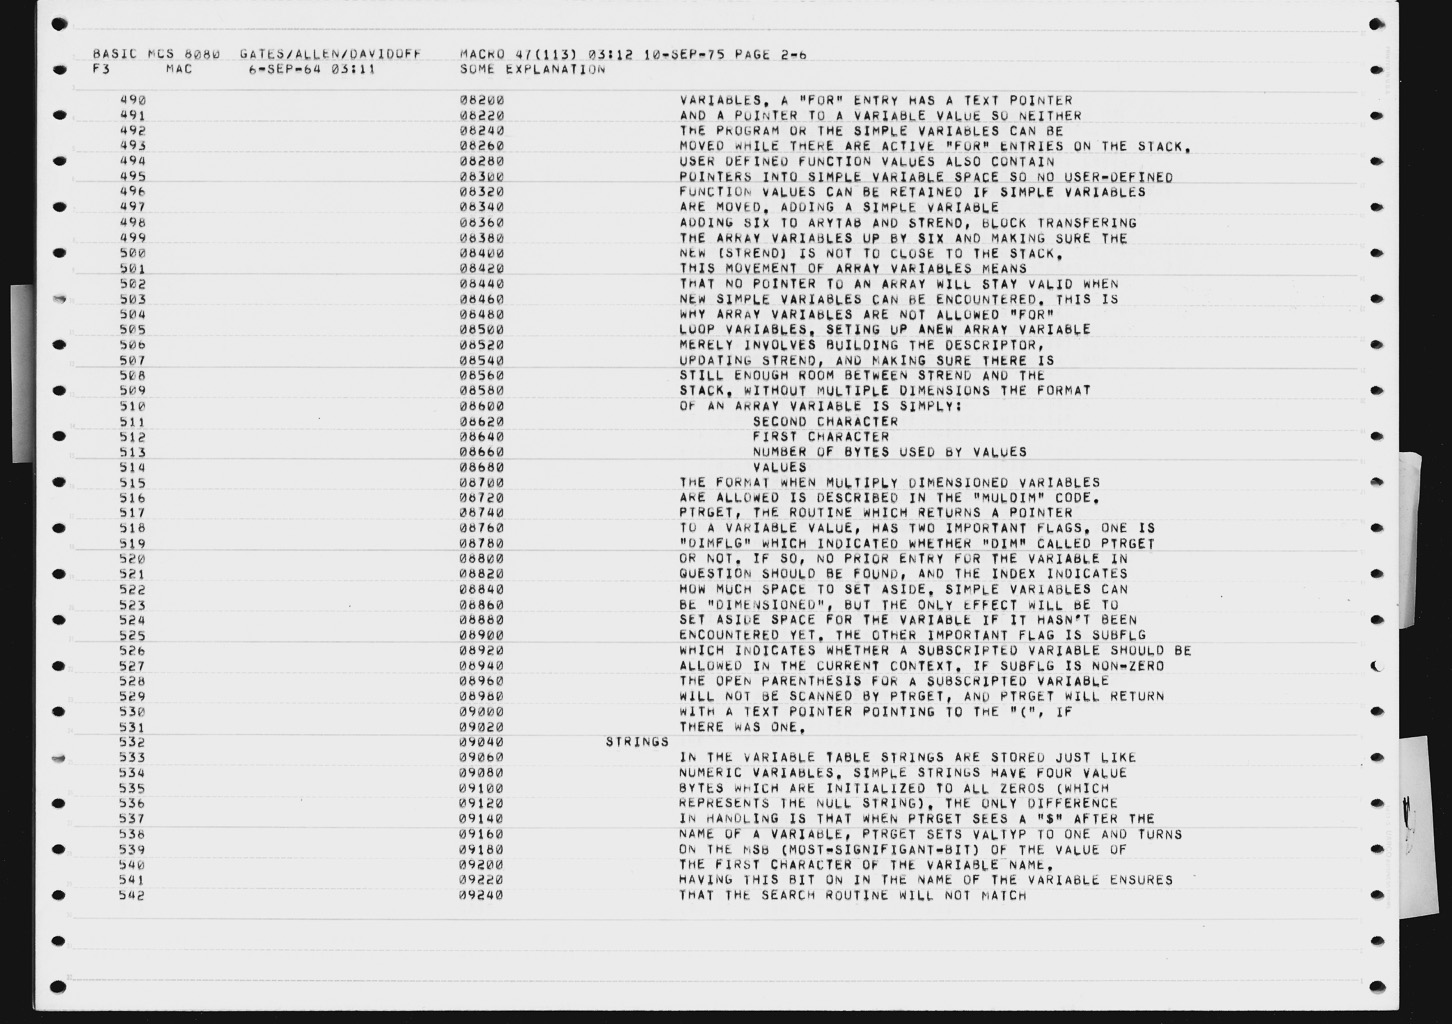 BASIC MCS 8080 GATES/ALLEN/DAVIDOFF MACRO 47(113) 03:12 10-SEP-75 PAGE 2-6
F3 MAC 6-SEP-64 03:11 SOME EXPLANATION
490 08200 VARIABLES. A "FOR" ENTRY HAS A TEXT POINTER
491 08220 AND A POINTER TO A VARIABLE VALUE SO NEITHER
492 08240 THE PROGRAM OR THE SIMPLE VARIABLES CAN BE
493 08260 MOVED WHILE THERE ARE ACTIVE "FOR" ENTRIES ON THE STACK.
494 08280 USER DEFINED FUNCTION VALUES ALSO CONTAIN
495 08300 POINTERS INTO SIMPLE VARIABLE SPACE SO NO USER-DEFINED
496 08320 FUNCTION VALUES CAN BE RETAINED IF SIMPLE VARIABLES
497 08340 ARE MOVED. ADDING A SIMPLE VARIABLE
498 08360 ADDING SIX TO ARYTAB AND STREND, BLOCK TRANSFERING
499 08380 THE ARRAY VARIABLES UP BY SIX AND MAKING SURE THE
500 08400 NEW [STREND] IS NOT TO CLOSE TO THE STACK.
501 08420 THIS MOVEMENT OF ARRAY VARIABLES MEANS
502 08440 THAT NO POINTER TO AN ARRAY WILL STAY VALID WHEN
503 08460 NEW SIMPLE VARIABLES CAN BE ENCOUNTERED. THIS IS
504 08480 WHY ARRAY VARIABLES ARE NOT ALLOWED "FOR"
505 08500 LOOP VARIABLES. SETING UP ANEW ARRAY VARIABLE
506 08520 MERELY INVOLVES BUILDING THE DESCRIPTOR,
507 08540 UPDATING STREND, AND MAKING SURE THERE IS
508 08560 STILL ENOUGH ROOM BETWEEN STREND AND THE
509 08580 STACK. WITHOUT MULTIPLE DIMENSIONS THE FORMAT
510 08600 OF AN ARRAY VARIABLE IS SIMPLY:
511 08620 SECOND CHARACTER
512 08640 FIRST CHARACTER
513 08660 NUMBER OF BYTES USED BY VALUES
514 08680 VALUES
515 08700 THE FORMAT WHEN MULTIPLY DIMENSIONED VARIABLES
516 08720 ARE ALLOWED IS DESCRIBED IN THE "MULDIM" CODE.
517 08740 PTRGET, THE ROUTINE WHICH RETURNS A POINTER
518 08760 TO A VARIABLE VALUE, HAS TWO IMPORTANT FLAGS. ONE IS
519 08780 "DIMFLG" WHICH INDICATED WHETHER "DIM" CALLED PTRGET
520 08800 OR NOT. IF SO, NO PRIOR ENTRY FOR THE VARIABLE IN
521 08820 QUESTION SHOULD BE FOUND, AND THE INDEX INDICATES
522 08840 HOW MUCH SPACE TO SET ASIDE. SIMPLE VARIABLES CAN
523 08860 BE "DIMENSIONED", BUT THE ONLY EFFECT WILL BE TO
524 08880 SET ASIDE SPACE FOR THE VARIABLE IF IT HASN'T BEEN
525 08900 ENCOUNTERED YET. THE OTHER IMPORTANT FLAG IS SUBFLG
526 08920 WHICH INDICATES WHETHER A SUBSCRIPTED VARIABLE SHOULD BE
527 08940 ALLOWED IN THE CURRENT CONTEXT. IF SUBFLG IS NON-ZERO
528 08960 THE OPEN PARENTHESIS FOR A SUBSCRIPTED VARIABLE
529 08980 WILL NOT BE SCANNED BY PTRGET, AND PTRGET WILL RETURN
530 09000 WITH A TEXT POINTER POINTING TO THE "(", IF
531 09020 THERE WAS ONE.
532 09040 STRINGS
533 09060 IN THE VARIABLE TABLE STRINGS ARE STORED JUST LIKE
534 09080 NUMERIC VARIABLES. SIMPLE STRINGS HAVE FOUR VALUE
535 09100 BYTES WHICH ARE INITIALIZED TO ALL ZEROS (WHICH
536 09120 REPRESENTS THE NULL STRING). THE ONLY DIFFERENCE
537 09140 IN HANDLING IS THAT WHEN PTRGET SEES A "$" AFTER THE
538 09160 NAME OF A VARIABLE, PTRGET SETS VALTYP TO ONE AND TURNS
539 09180 ON THE MSB (MOST-SIGNIFIGANT-BIT) OF THE VALUE OF
540 09200 THE FIRST CHARACTER OF THE VARIABLE NAME.
541 09220 HAVING THIS BIT ON IN THE NAME OF THE VARIABLE ENSURES
542 09240 THAT THE SEARCH ROUTINE WILL NOT MATCH